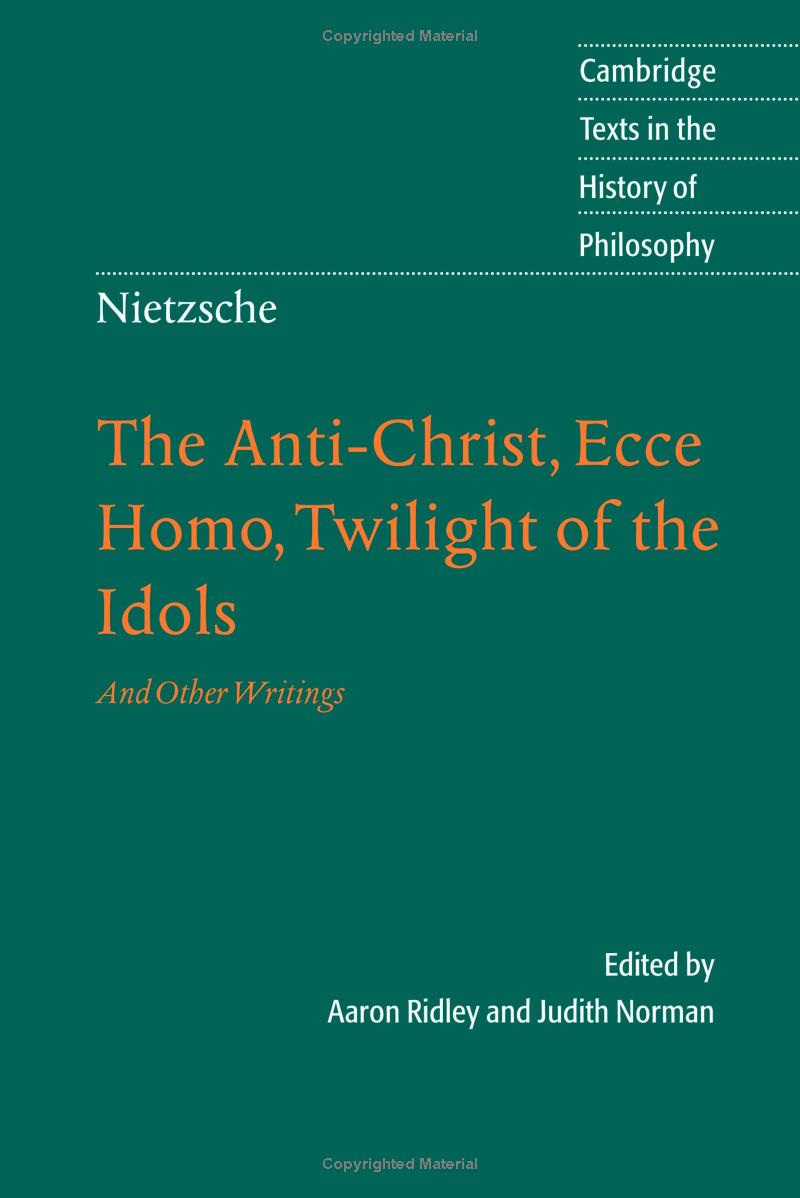 Copyrighted Material
Cambridge
Texts in the
History of
Philosophy
Nietzsche
The Anti-Christ, Ecce
Homo, Twilight of the
Idols
And Other Writings
Edited by
Aaron Ridley and Judith Norman
Copyrighted Material